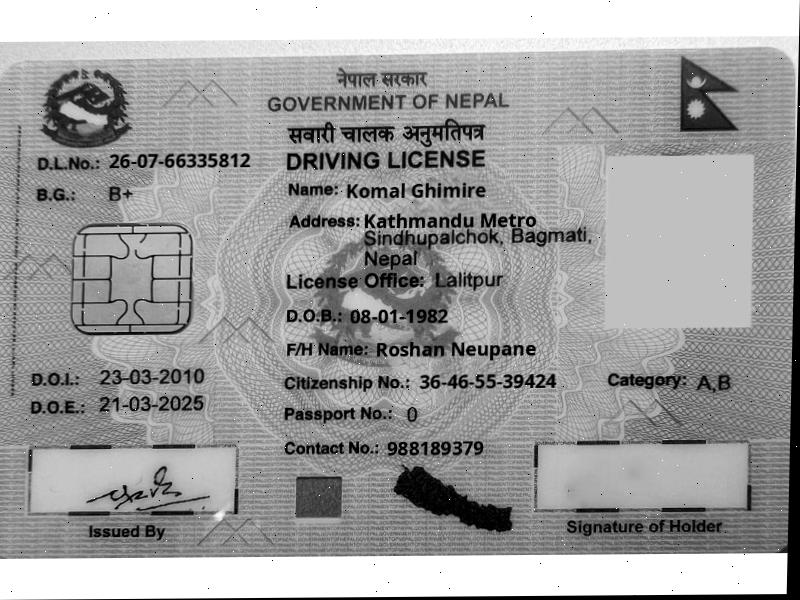 नेपाल सरकार
GOVERNMENT OF NEPAL
सवारी चालक अनुमतिपत्र
DRIVING LICENSE
D.L.No.: 26-07-66335812
B.G.: B+
Name: Komal Ghimire
Address: Kathmandu Metro
Sindhupalchok, Bagmati,
Nepal
License Office: Lalitpur
D.O.B.: 08-01-1982
F/H Name: Roshan Neupane
D.O.I.: 23-03-2010
Citizenship No.: 36-46-55-39424
Category: A,B
D.O.E.: 21-03-2025
Passport No.: 0
Contact No.: 988189379
Issued By
Signature of Holder